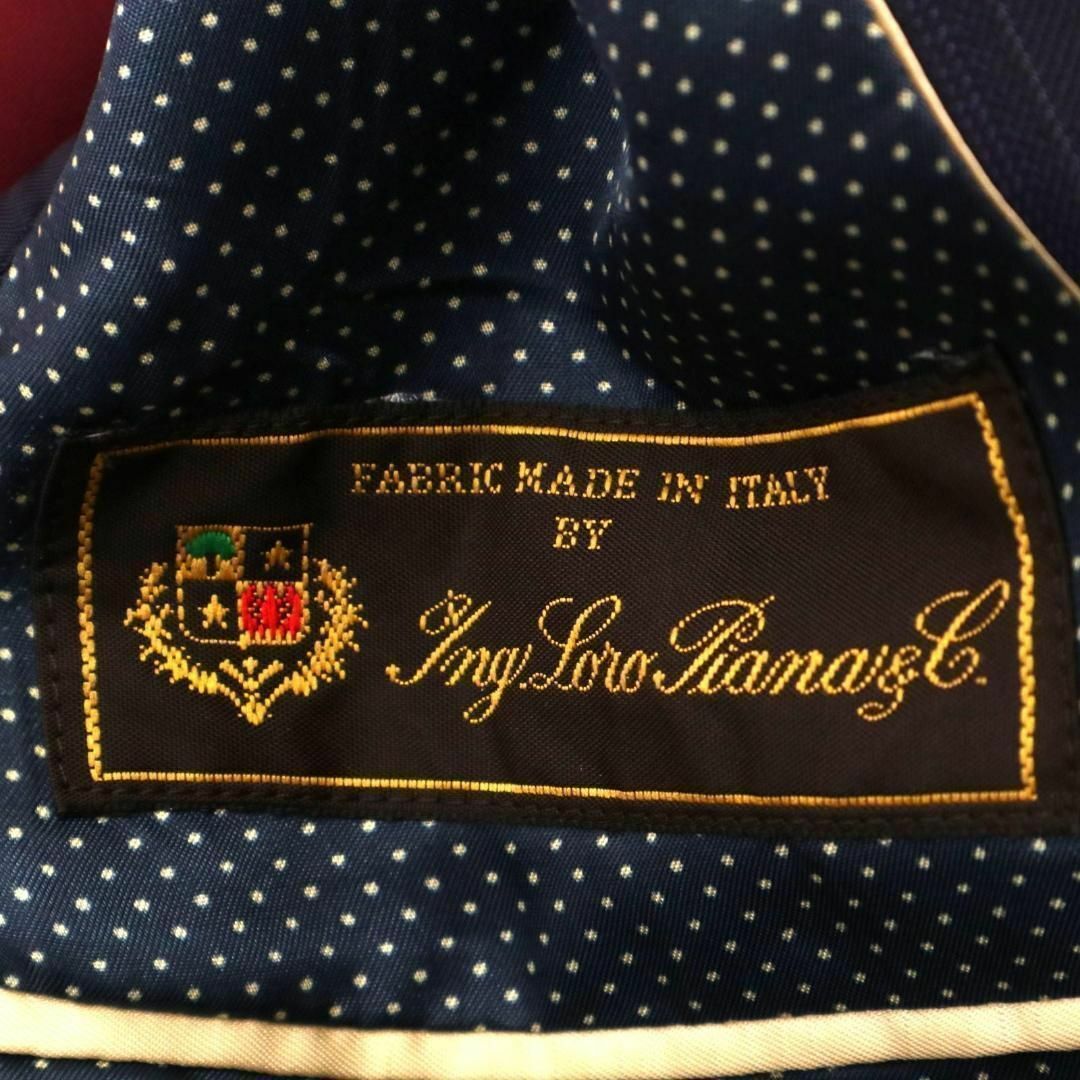 FABRIC MADE IN ITALY
BY
Ing. Loro Piana & C.